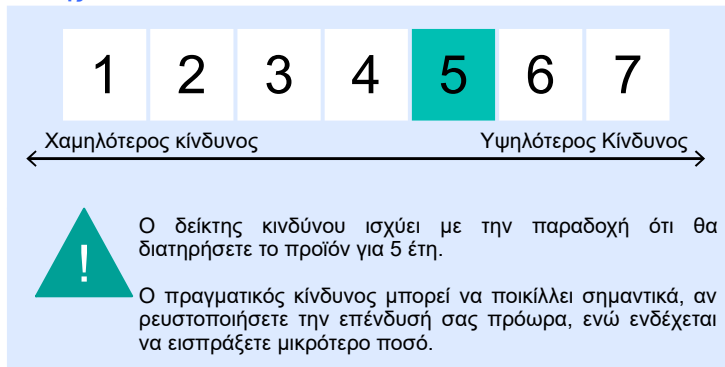 1 2 3 4 5 6 7
Χαμηλότερος κίνδυνος Υψηλότερος Κίνδυνος
!
Ο δείκτης κινδύνου ισχύει με την παραδοχή ότι θα
διατηρήσετε το προϊόν για 5 έτη.
Ο πραγματικός κίνδυνος μπορεί να ποικίλλει σημαντικά, αν
ρευστοποιήσετε την επένδυσή σας πρόωρα, ενώ ενδέχεται
να εισπράξετε μικρότερο ποσό.